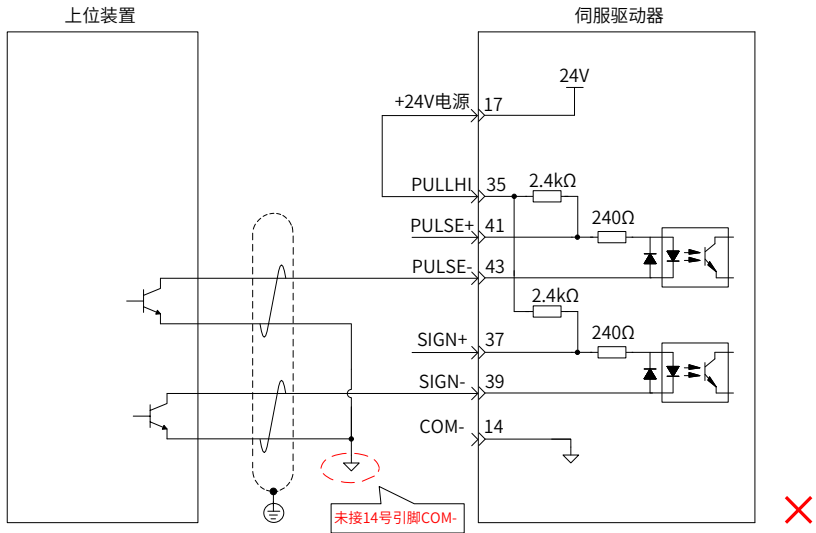 上位装置
伺服驱动器
24V
+24V电源
17
PULLHI
35
2.4kΩ
PULSE+
41
240Ω
PULSE-
43
2.4kΩ
SIGN+
37
240Ω
SIGN-
39
COM-
14
未接14号引脚COM-